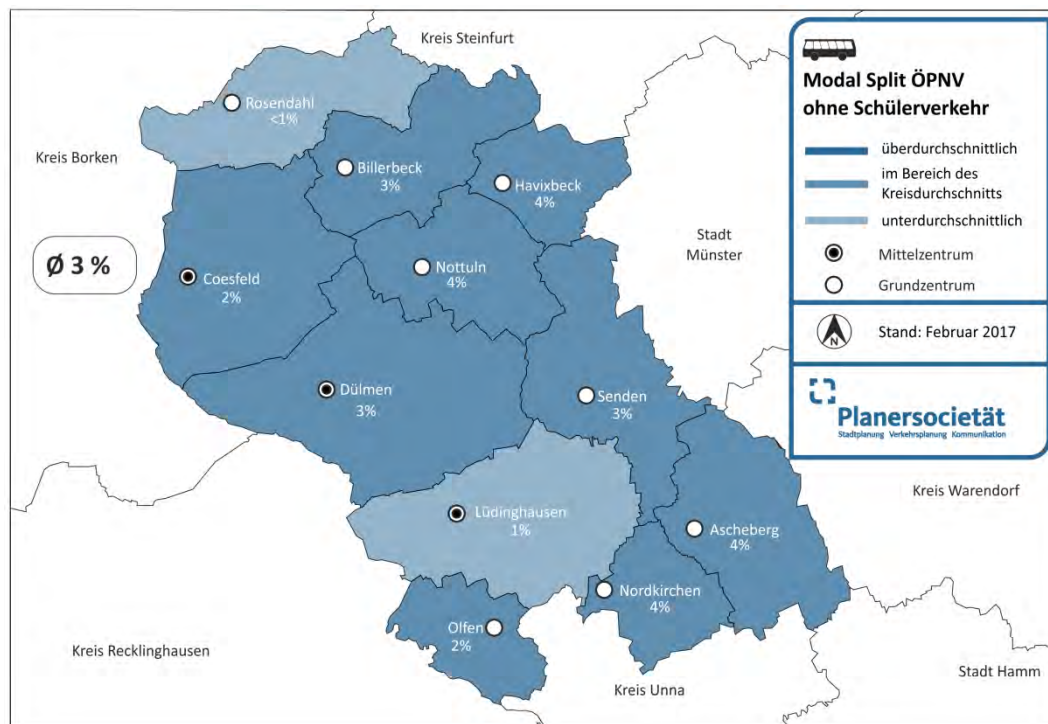 Kreis Steinfurt
Rosendahl
<1%
Kreis Borken
Billerbeck
3%
Havixbeck
4%
Stadt
Münster
Ø 3 %
Coesfeld
2%
Nottuln
4%
Dülmen
3%
Senden
3%
Lüdinghausen
1%
Ascheberg
4%
Kreis Warendorf
Nordkirchen
4%
Olfen
2%
Kreis Recklinghausen
Kreis Unna
Stadt Hamm
Modal Split ÖPNV
ohne Schülerverkehr
überdurchschnittlich
im Bereich des
Kreisdurchschnitts
unterdurchschnittlich
Mittelzentrum
Grundzentrum
N
Stand: Februar 2017
Planersocietät
Stadtplanung Verkehrsplanung Kommunikation